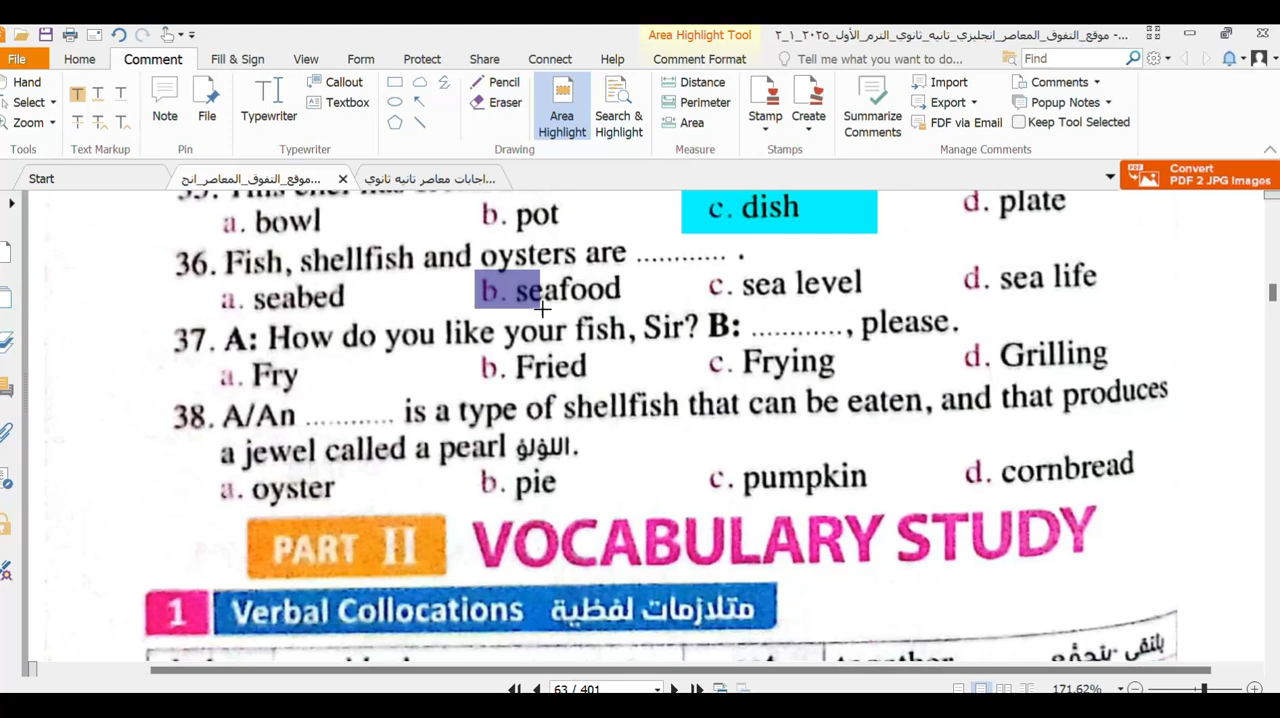 Area Highlight Tool
موقع_التفوق_المعاصر_انجليزي_تانيه_ثانوي_الترم_الأول_٢٠٢٥_١_٢ - ...
File Home Comment Fill & Sign View Form Protect Share Connect Help Comment Format Tell me what you want to do... Find
Hand
Select
Zoom
Tools
Text Markup
Note
File
Pin
Typewriter
Callout
Textbox
Typewriter
Pencil
Eraser
Drawing
Area Highlight
Search & Highlight
Distance
Perimeter
Area
Measure
Stamp
Create
Stamps
Summarize Comments
Import
Export
FDF via Email
Comments
Popup Notes
Keep Tool Selected
Manage Comments
Start
موقع_التفوق_المعاصر_انج...
اجابات معاصر تانيه ثانوي...
Convert
PDF 2 JPG Images
a. bowl b. pot c. dish d. plate
36. Fish, shellfish and oysters are ............ .
a. seabed b. seafood c. sea level d. sea life
37. A: How do you like your fish, Sir? B: ............, please.
a. Fry b. Fried c. Frying d. Grilling
38. A/An ............ is a type of shellfish that can be eaten, and that produces
a jewel called a pearl اللؤلؤ.
a. oyster b. pie c. pumpkin d. cornbread
PART II VOCABULARY STUDY
1 Verbal Collocations متلازمات لفظية
together
63 / 401
171.62%